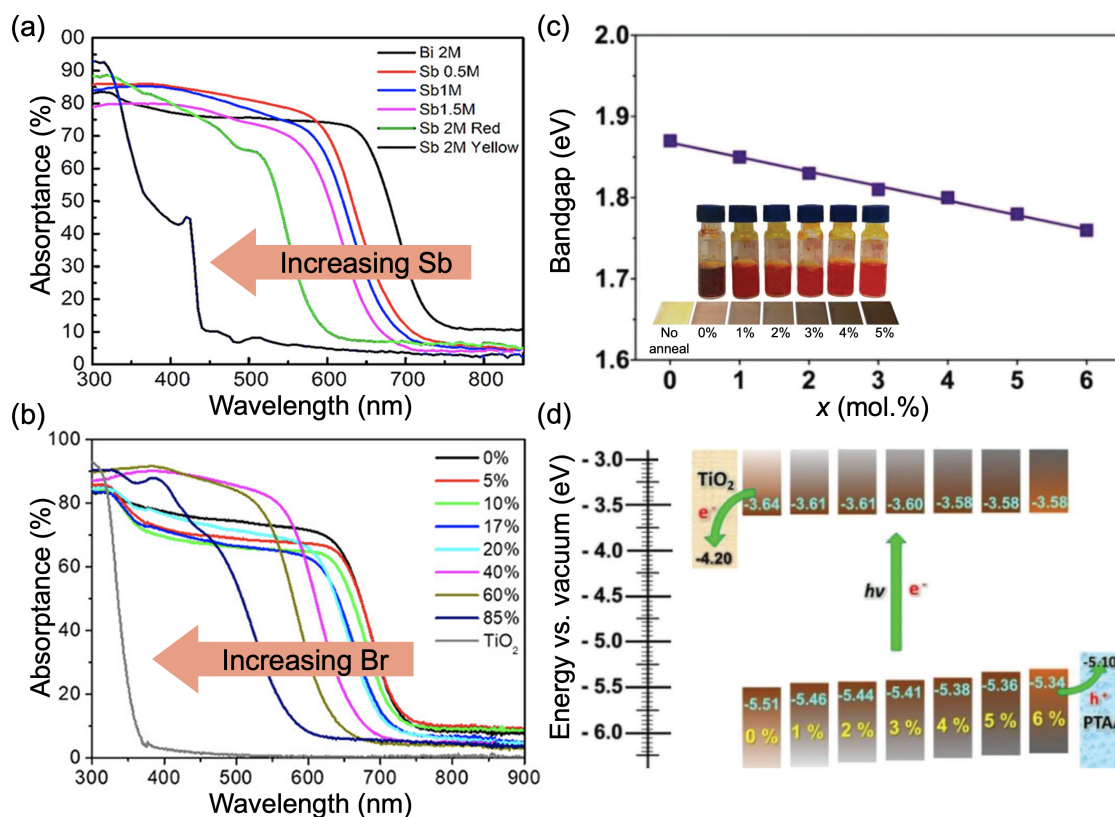 (a)
00
90
80
70
60
50
40
30
20
10
0
300 400 500 600 700 800
Absorptance (%)
Wavelength (nm)
Bi 2M
Sb 0.5M
Sb1M
Sb1.5M
Sb 2M Red
Sb 2M Yellow
Increasing Sb
(b)
100
80
60
40
20
0
300 400 500 600 700 800 900
Absorptance (%)
Wavelength (nm)
0%
5%
10%
17%
20%
40%
60%
85%
TiO2
Increasing Br
(c)
2.0
1.9
1.8
1.7
1.6
0 1 2 3 4 5 6
Bandgap (eV)
x (mol.%)
No anneal
0% 1% 2% 3% 4% 5%
(d)
Energy vs. vacuum (eV)
- 3.0
- 3.5
- 4.0
- 4.5
- 5.0
- 5.5
- 6.0
TiO2
e-
-4.20
-3.64 -3.61 -3.61 -3.60 -3.58 -3.58 -3.58
hν e-
-5.51 -5.46 -5.44 -5.41 -5.38 -5.36 -5.34
0 % 1 % 2 % 3 % 4 % 5 % 6 %
-5.10
h+
PTAA